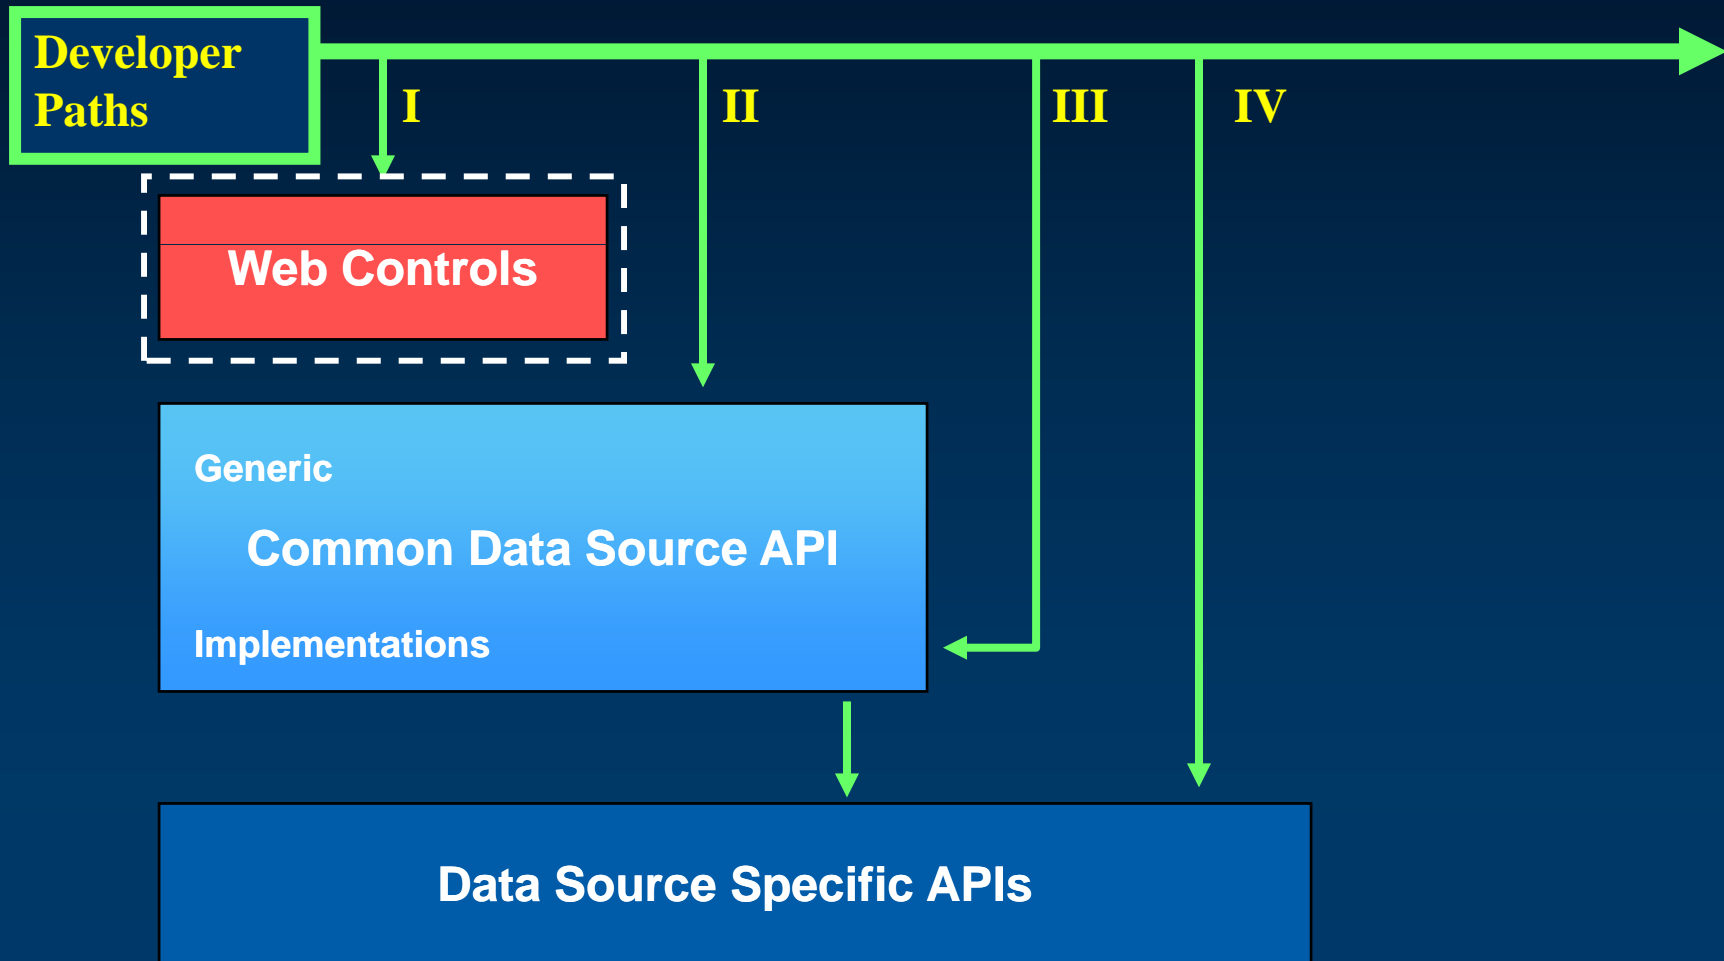 Developer
Paths
I
II
III
IV
Web Controls
Generic
Common Data Source API
Implementations
Data Source Specific APIs